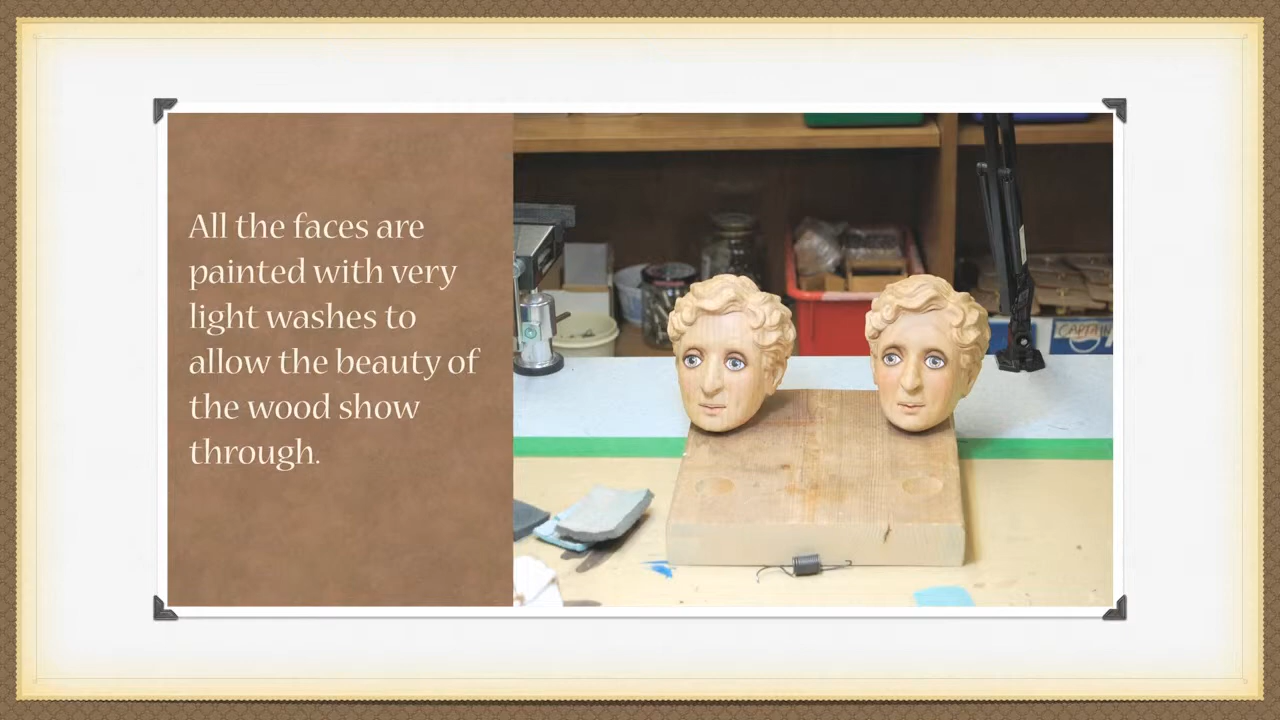 All the faces are
painted with very
light washes to
allow the beauty of
the wood show
through.
CAPTAIN